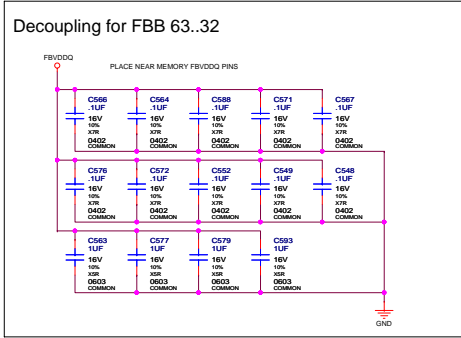 Decoupling for FBB 63..32
FBVDDQ
PLACE NEAR MEMORY FBVDDQ PINS
C566 C564 C588 C571 C567
.1UF .1UF .1UF .1UF .1UF
16V 16V 16V 16V 16V
10% 10% 10% 10% 10%
X7R X7R X7R X7R X7R
0402 0402 0402 0402 0402
COMMON COMMON COMMON COMMON COMMON
C576 C572 C552 C549 C548
.1UF .1UF .1UF .1UF .1UF
16V 16V 16V 16V 16V
10% 10% 10% 10% 10%
X7R X7R X7R X7R X7R
0402 0402 0402 0402 0402
COMMON COMMON COMMON COMMON COMMON
C563 C577 C579 C593
1UF 1UF 1UF 1UF
16V 16V 16V 16V
10% 10% 10% 10%
X5R X5R X5R X5R
0603 0603 0603 0603
COMMON COMMON COMMON COMMON
GND